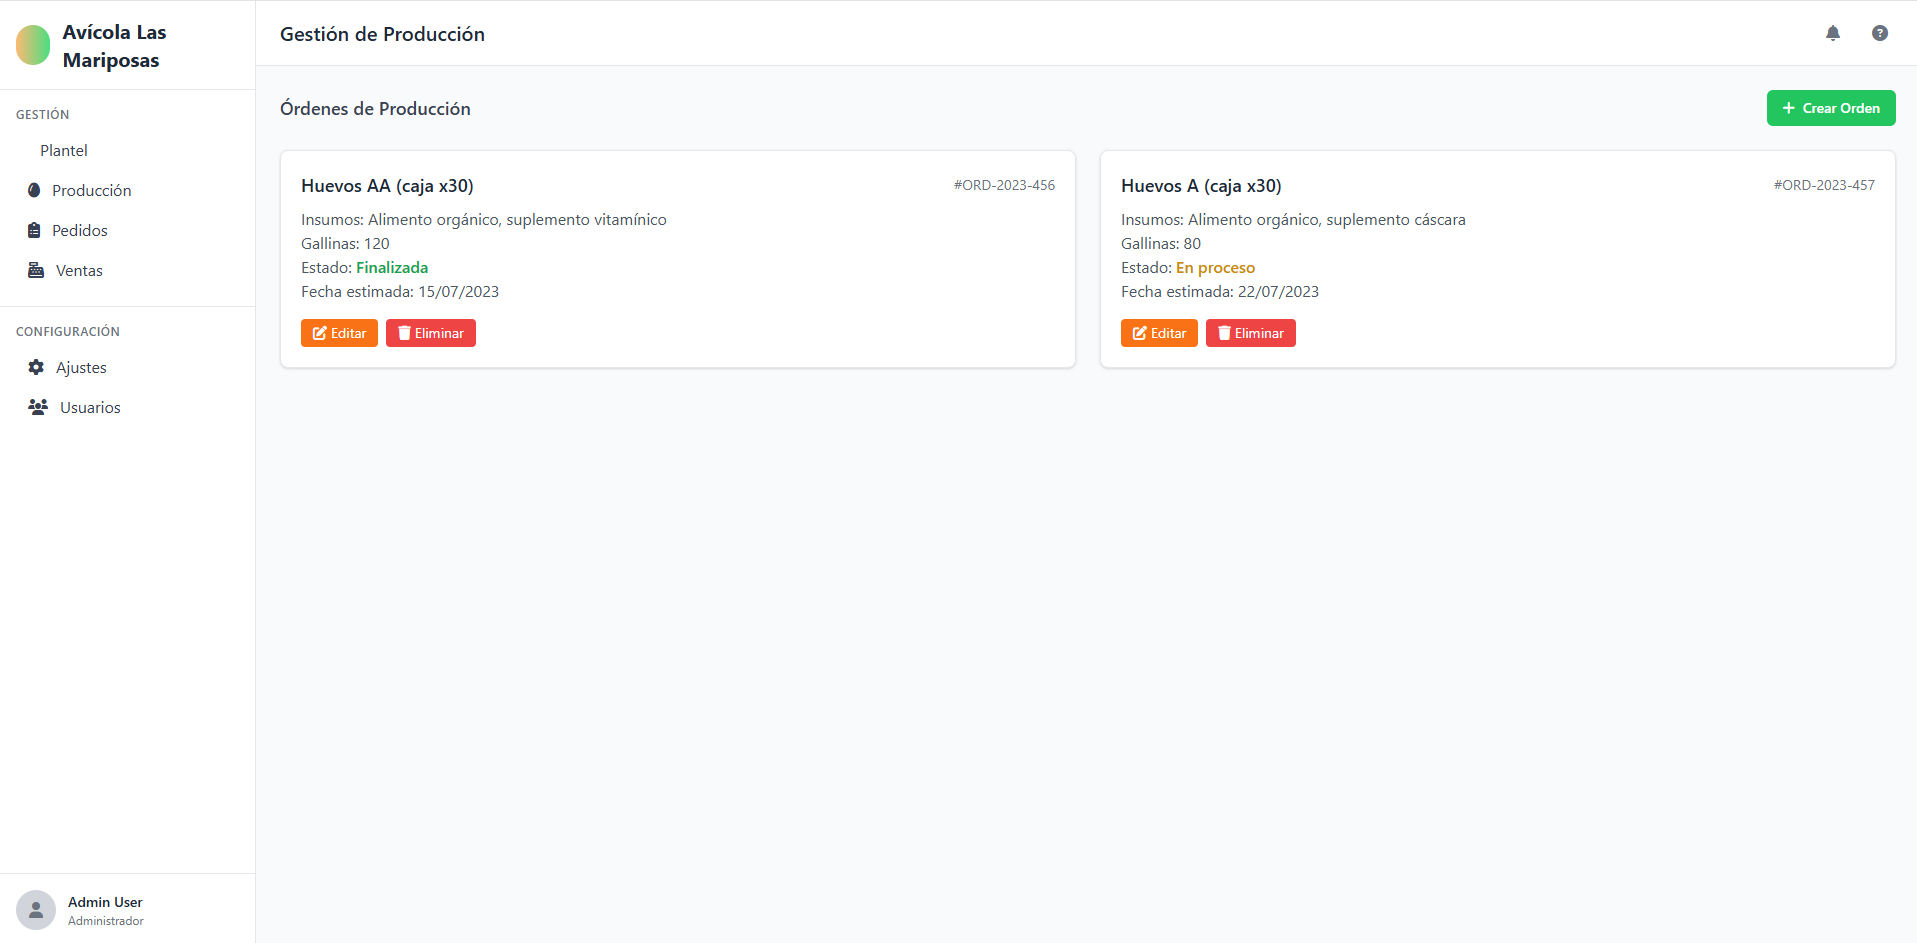 Avícola Las
Mariposas
GESTIÓN
Plantel
Producción
Pedidos
Ventas
CONFIGURACIÓN
Ajustes
Usuarios
Admin User
Administrador
Gestión de Producción
Órdenes de Producción
+ Crear Orden
Huevos AA (caja x30)
#ORD-2023-456
Insumos: Alimento orgánico, suplemento vitamínico
Gallinas: 120
Estado: Finalizada
Fecha estimada: 15/07/2023
Editar
Eliminar
Huevos A (caja x30)
#ORD-2023-457
Insumos: Alimento orgánico, suplemento cáscara
Gallinas: 80
Estado: En proceso
Fecha estimada: 22/07/2023
Editar
Eliminar